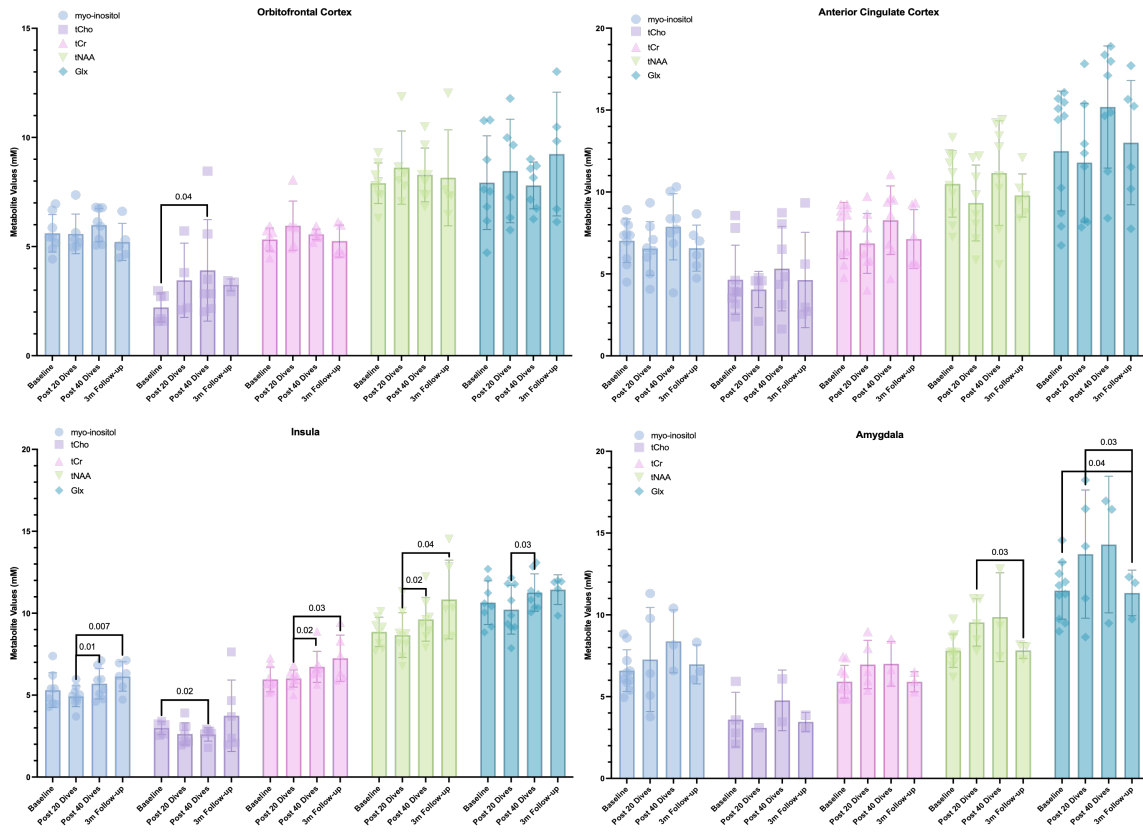 Orbitofrontal Cortex
myo-inositol
tCho
tCr
tNAA
Glx
Metabolite Values (mM)
15
10
5
0
0.04
Baseline
Post 20 Dives
Post 40 Dives
3m Follow-up
Baseline
Post 20 Dives
Post 40 Dives
3m Follow-up
Baseline
Post 20 Dives
Post 40 Dives
3m Follow-up
Baseline
Post 20 Dives
Post 40 Dives
3m Follow-up
Baseline
Post 20 Dives
Post 40 Dives
3m Follow-up
Anterior Cingulate Cortex
myo-inositol
tCho
tCr
tNAA
Glx
Metabolite Values (mM)
20
15
10
5
0
Baseline
Post 20 Dives
Post 40 Dives
3m Follow-up
Baseline
Post 20 Dives
Post 40 Dives
3m Follow-up
Baseline
Post 20 Dives
Post 40 Dives
3m Follow-up
Baseline
Post 20 Dives
Post 40 Dives
3m Follow-up
Baseline
Post 20 Dives
Post 40 Dives
3m Follow-up
Insula
myo-inositol
tCho
tCr
tNAA
Glx
Metabolite Values (mM)
20
15
10
5
0
0.007
0.01
0.02
0.03
0.02
0.04
0.02
0.03
Baseline
Post 20 Dives
Post 40 Dives
3m Follow-up
Baseline
Post 20 Dives
Post 40 Dives
3m Follow-up
Baseline
Post 20 Dives
Post 40 Dives
3m Follow-up
Baseline
Post 20 Dives
Post 40 Dives
3m Follow-up
Baseline
Post 20 Dives
Post 40 Dives
3m Follow-up
Amygdala
myo-inositol
tCho
tCr
tNAA
Glx
Metabolite Values (mM)
20
15
10
5
0
0.03
0.03
0.04
Baseline
Post 20 Dives
Post 40 Dives
3m Follow-up
Baseline
Post 20 Dives
Post 40 Dives
3m Follow-up
Baseline
Post 20 Dives
Post 40 Dives
3m Follow-up
Baseline
Post 20 Dives
Post 40 Dives
3m Follow-up
Baseline
Post 20 Dives
Post 40 Dives
3m Follow-up